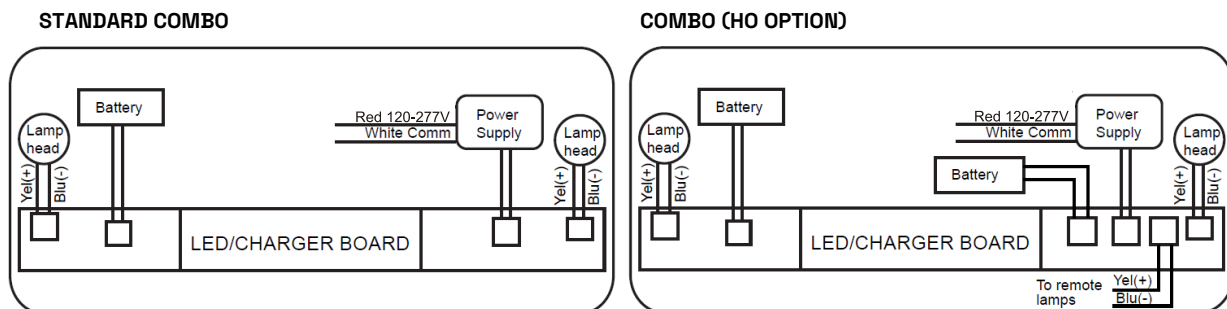 STANDARD COMBO
Battery
Lamp
head
Yel(+)
Blu(-)
Red 120-277V
White Comm
Power
Supply
Lamp
head
Yel(+)
Blu(-)
LED/CHARGER BOARD
COMBO (HO OPTION)
Battery
Lamp
head
Yel(+)
Blu(-)
Red 120-277V
White Comm
Power
Supply
Battery
Lamp
head
Yel(+)
Blu(-)
LED/CHARGER BOARD
To remote
lamps
Yel(+)
Blu(-)